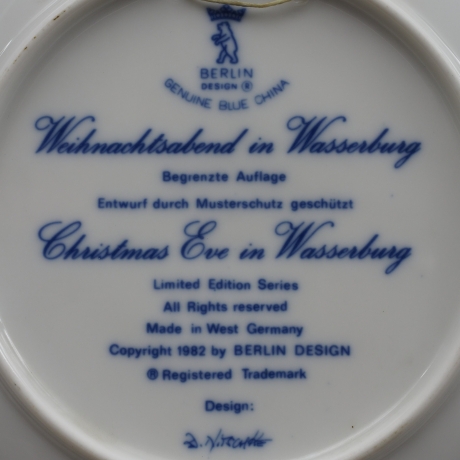 BERLIN
DESIGN ®
GENUINE BLUE CHINA
Weihnachtsabend in Wasserburg
Begrenzte Auflage
Entwurf durch Musterschutz geschützt
Christmas Eve in Wasserburg
Limited Edition Series
All Rights reserved
Made in West Germany
Copyright 1982 by BERLIN DESIGN
® Registered Trademark
Design: